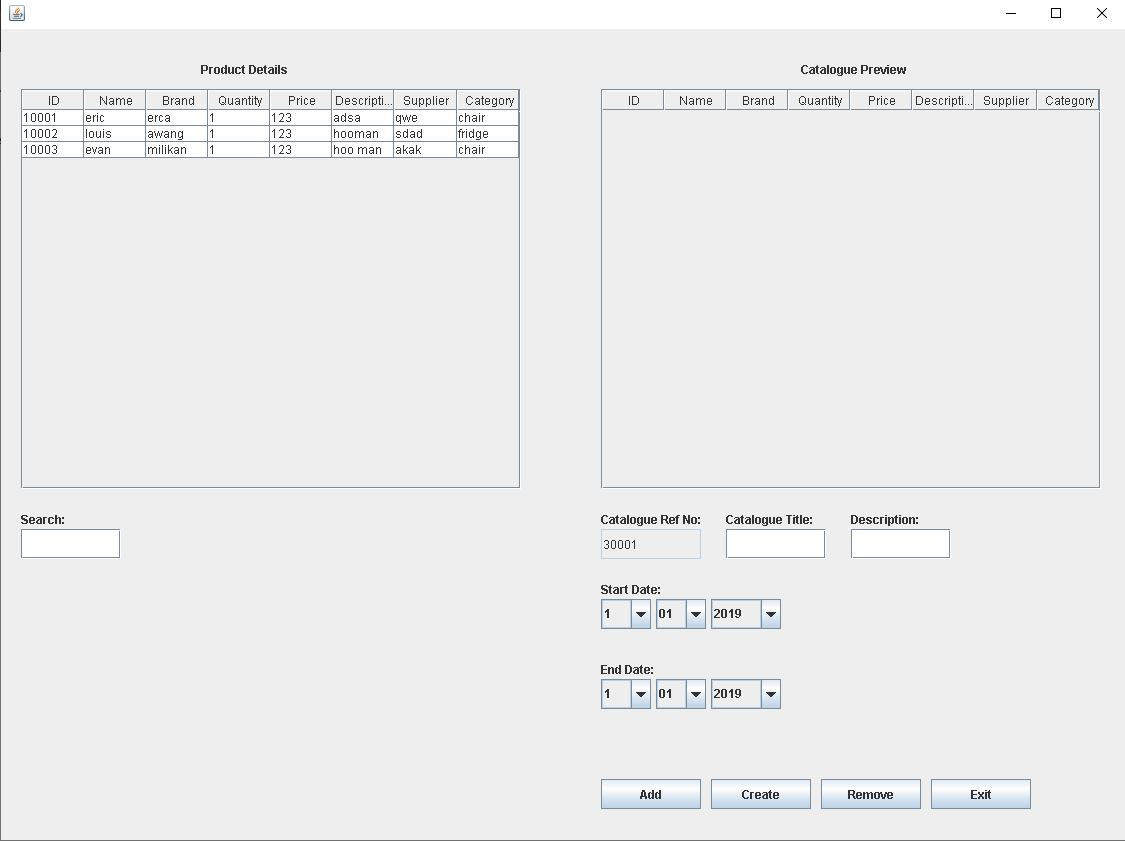 Product Details
ID Name Brand Quantity Price Descripti... Supplier Category
10001 eric erca 1 123 adsa qwe chair
10002 louis awang 1 123 hooman sdad fridge
10003 evan milikan 1 123 hoo man akak chair
Search:
Catalogue Preview
ID Name Brand Quantity Price Descripti... Supplier Category
Catalogue Ref No: Catalogue Title: Description:
30001
Start Date:
1 01 2019
End Date:
1 01 2019
Add Create Remove Exit